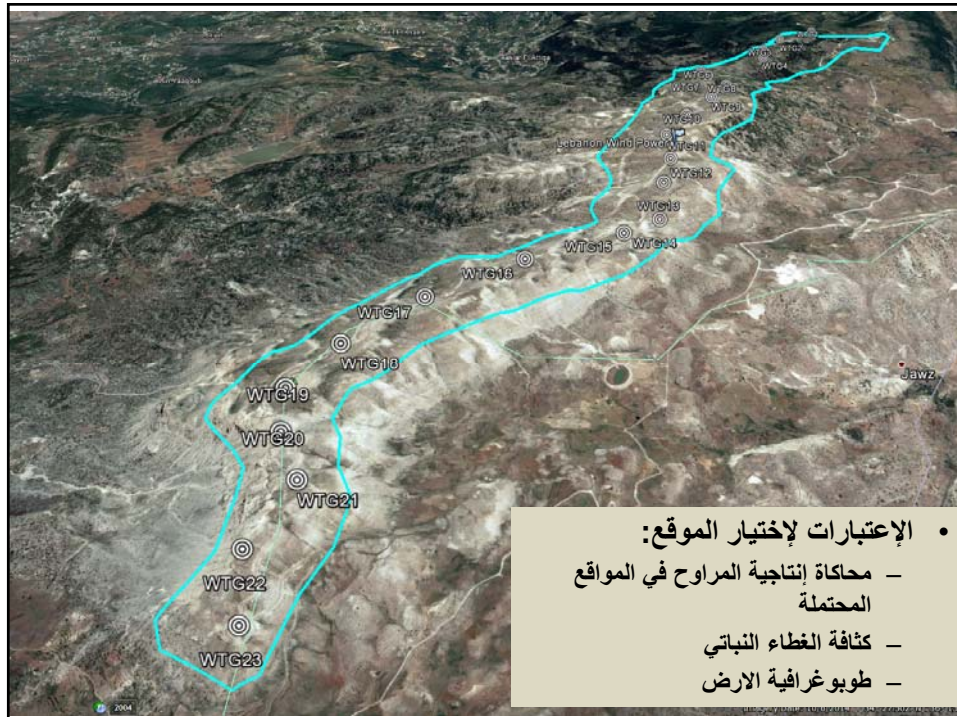 WTG2
WTG4
WTG6
WTG7
WTG8
WTG9
WTG10
Lebanon Wind Power
WTG11
WTG12
WTG13
WTG14
WTG15
WTG16
WTG17
WTG18
Jawz
WTG19
WTG20
WTG21
WTG22
WTG23
• الإعتبارات لإختيار الموقع:
– محاكاة إنتاجية المراوح في المواقع
المحتملة
– كثافة الغطاء النباتي
– طوبوغرافية الارض
2004